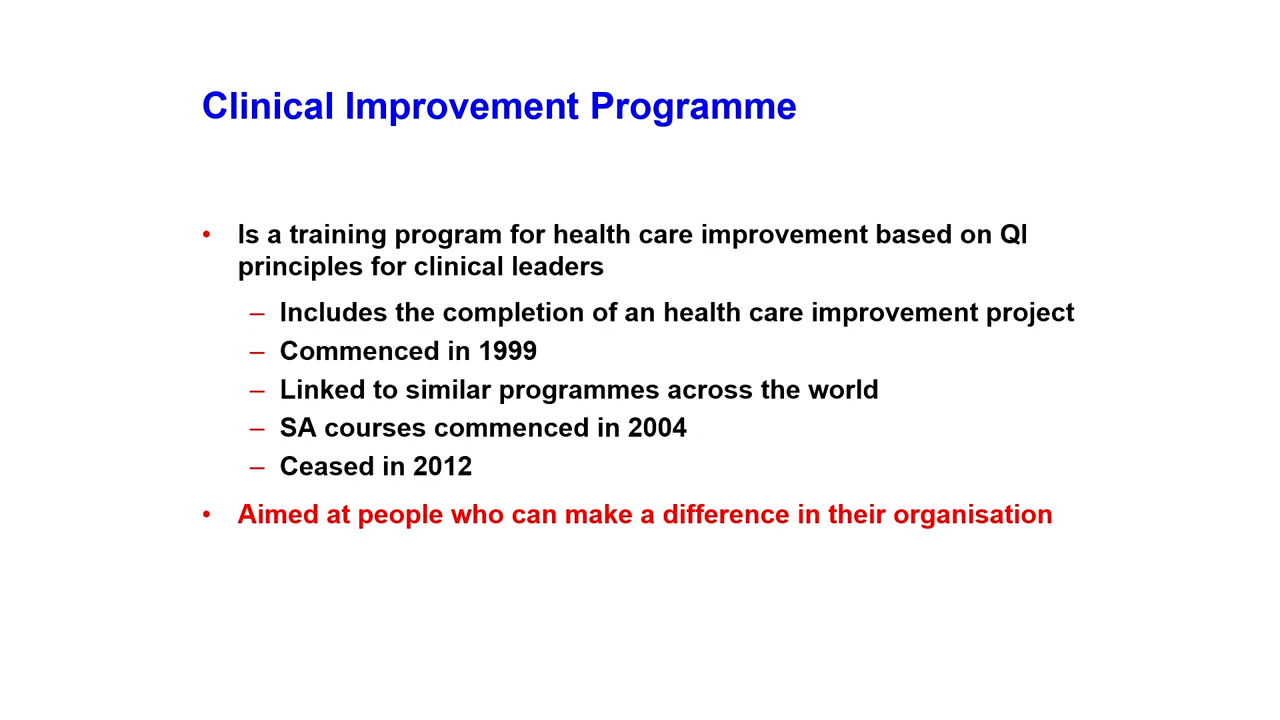 Clinical Improvement Programme
• Is a training program for health care improvement based on QI
principles for clinical leaders
– Includes the completion of an health care improvement project
– Commenced in 1999
– Linked to similar programmes across the world
– SA courses commenced in 2004
– Ceased in 2012
• Aimed at people who can make a difference in their organisation